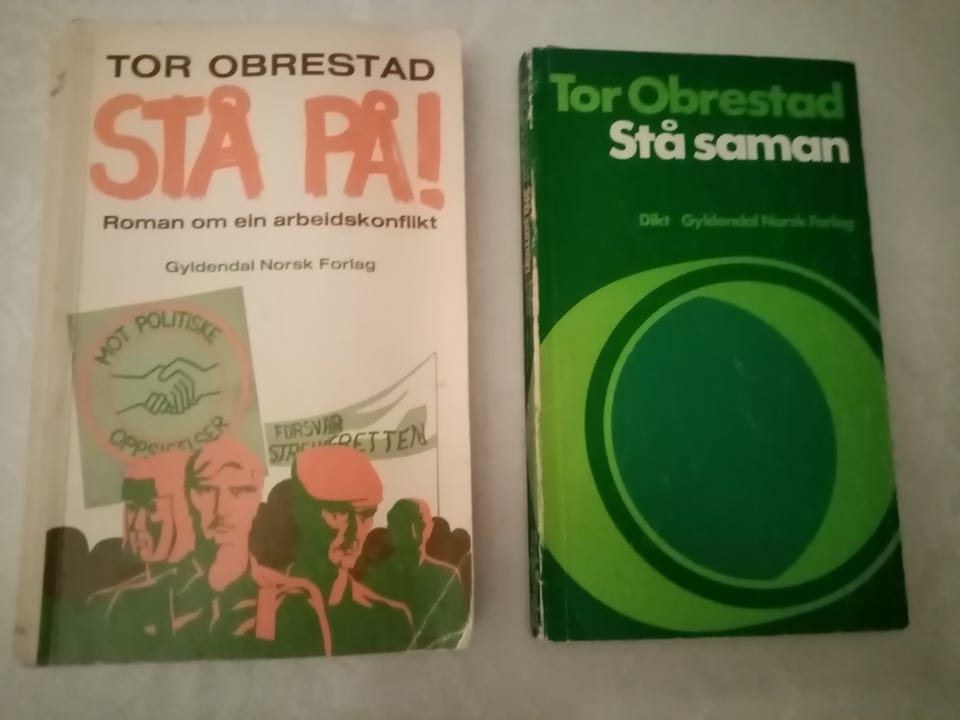 TOR OBRESTAD
STÅ PÅ!
Roman om ein arbeidskonflikt
Gyldendal Norsk Forlag
MOT POLITISKE
OPPSIGELSER
FORSVAR
STREIKERETTEN
Tor Obrestad
Stå saman
Dikt Gyldendal Norsk Forlag